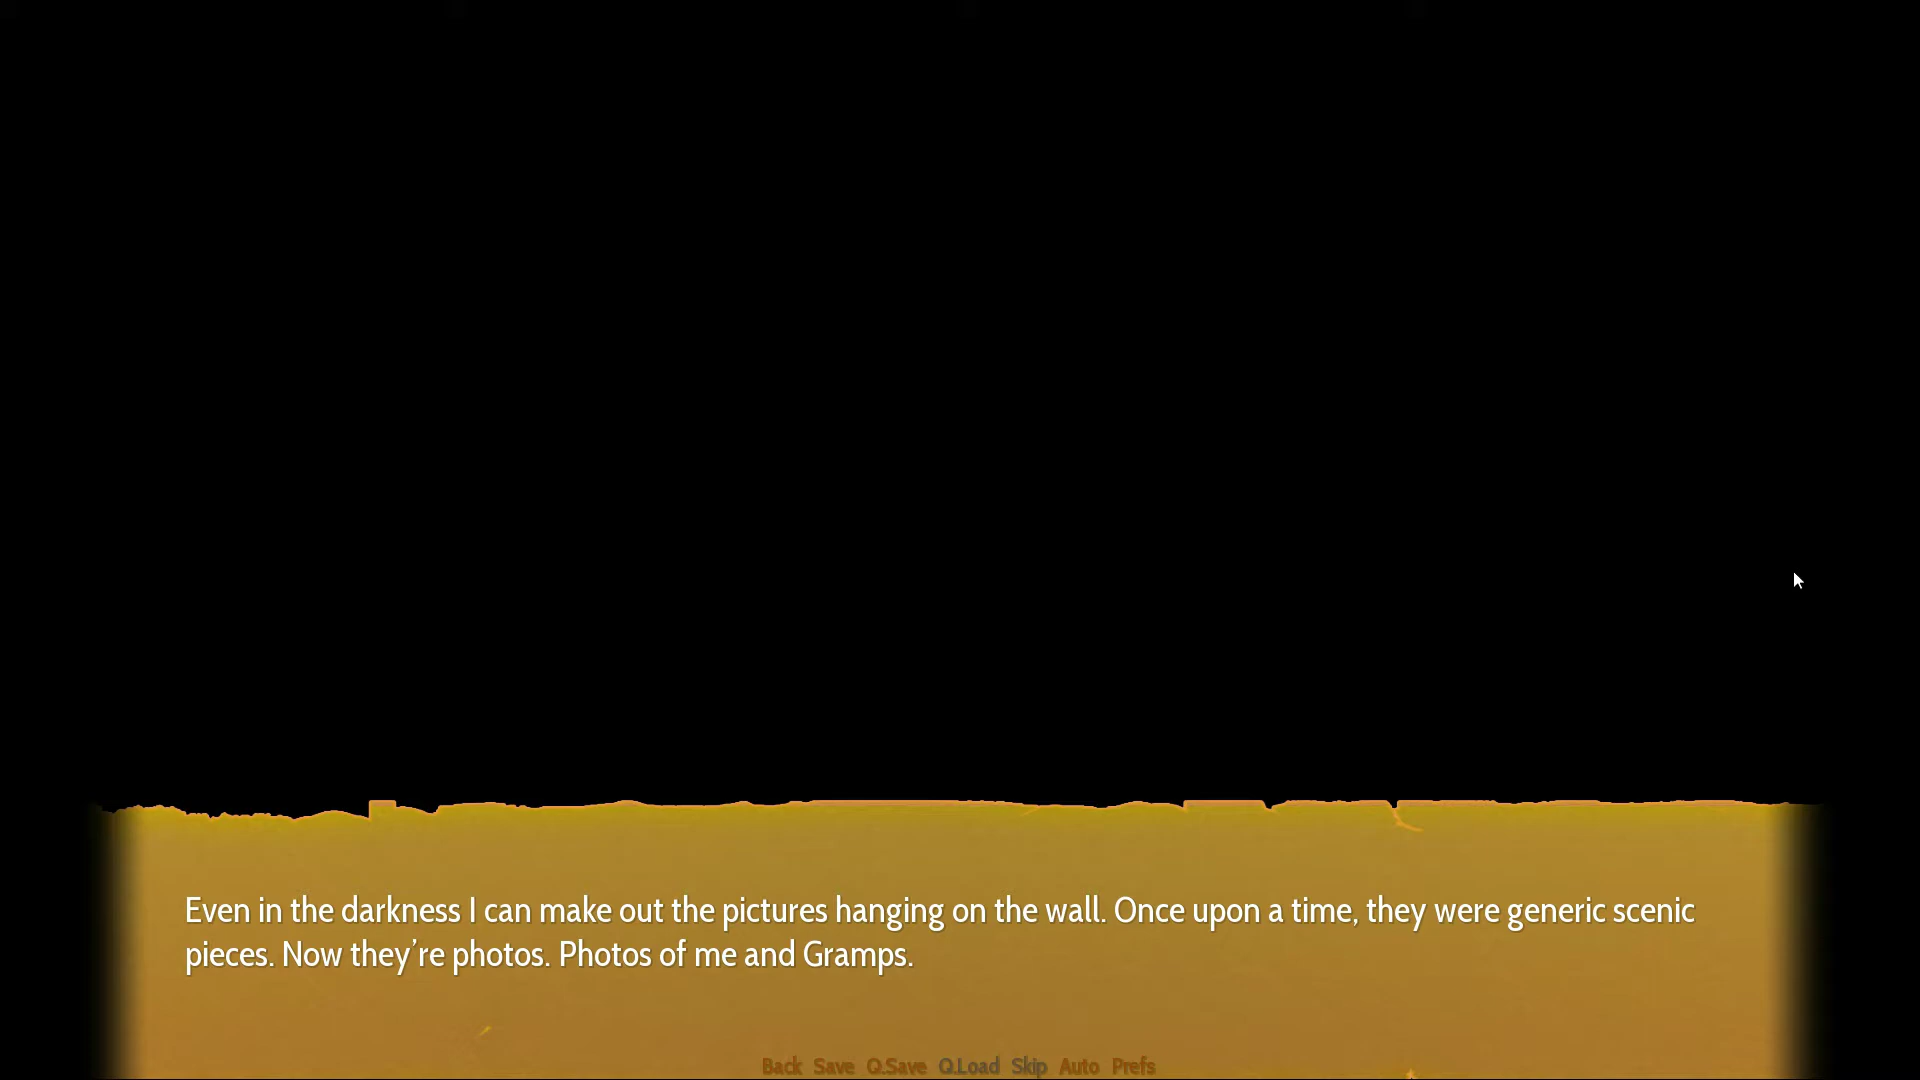 Even in the darkness I can make out the pictures hanging on the wall. Once upon a time, they were generic scenic
pieces. Now they’re photos. Photos of me and Gramps.
Back Save Q.Save Q.Load Skip Auto Prefs